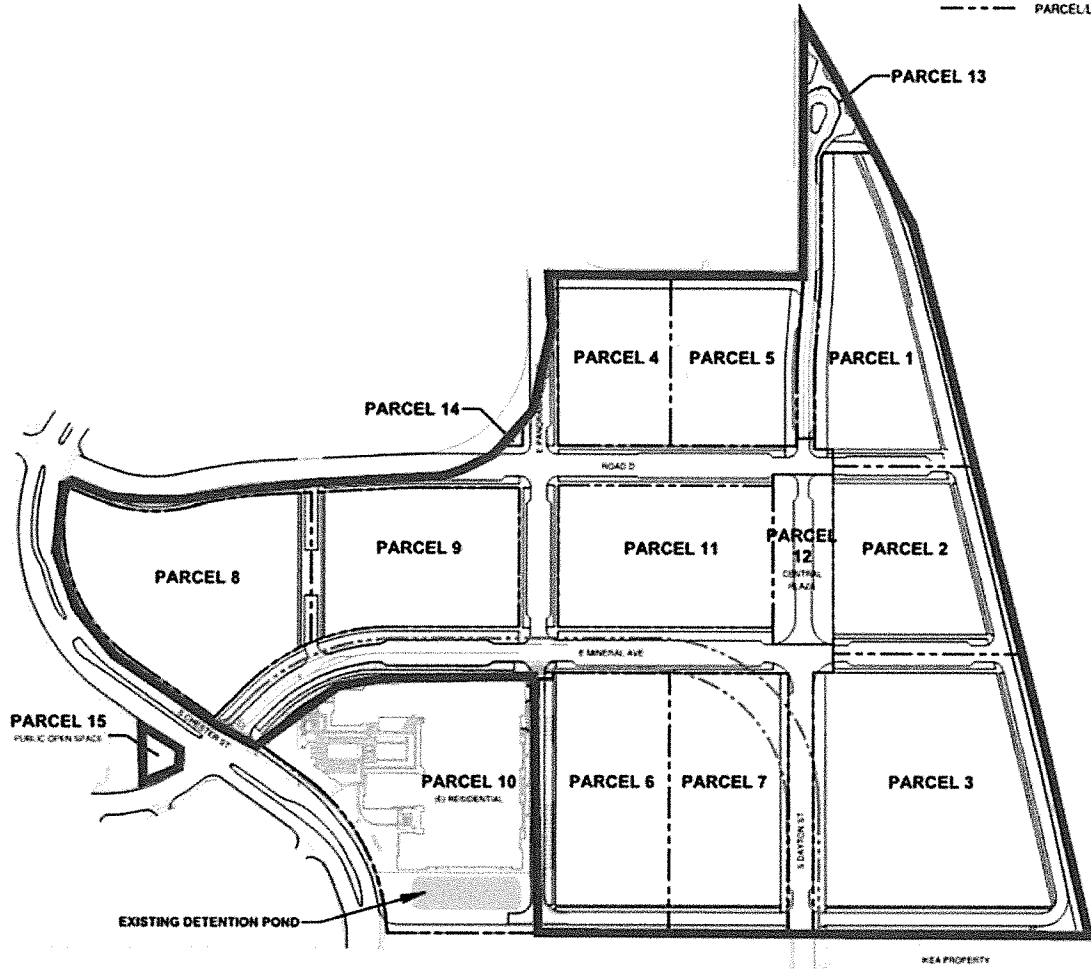 PARCEL/L
PARCEL 13
PARCEL 4
PARCEL 5
PARCEL 1
PARCEL 14
ROAD D
PARCEL 8
PARCEL 9
PARCEL 11
PARCEL
12
CENTRAL
PLAZA
PARCEL 2
E MINERAL AVE
S CHESTER ST
PARCEL 15
PUBLIC OPEN SPACE
PARCEL 10
(E) RESIDENTIAL
PARCEL 6
PARCEL 7
PARCEL 3
S DAYTON ST
EXISTING DETENTION POND
IKEA PROPERTY